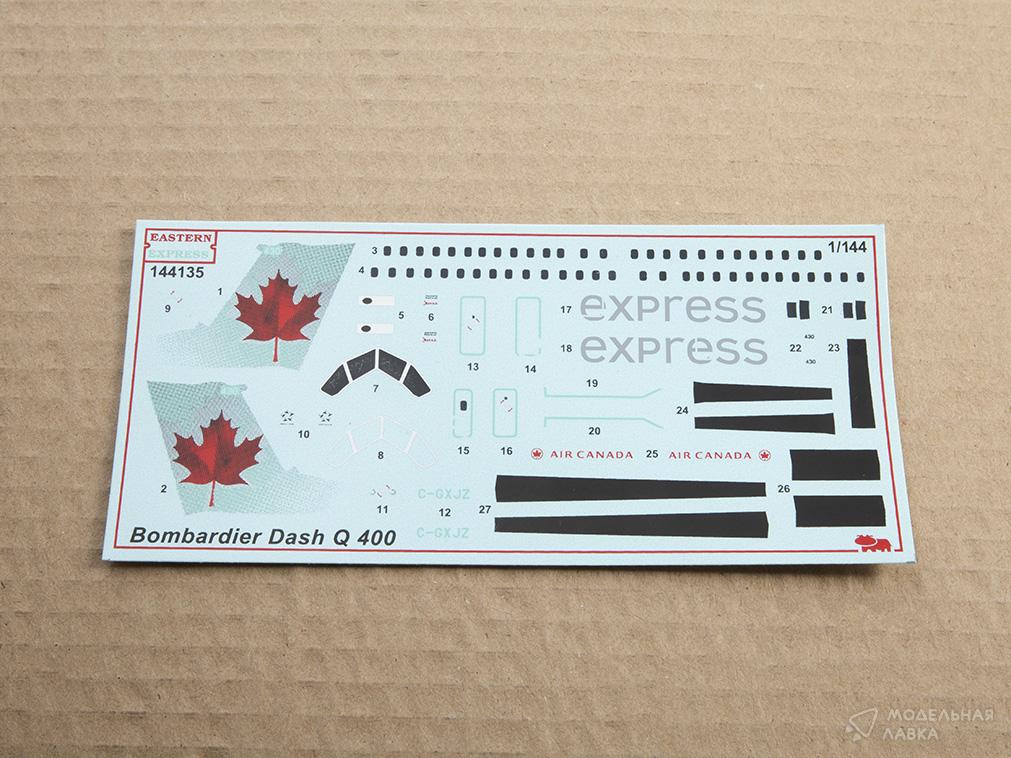 EASTERN
EXPRESS
144135
1/144
3
4
1
9
5
6
13
14
17
express
18
express
21
22
23
430
430
7
19
24
10
8
15
16
20
AIR CANADA
25
AIR CANADA
2
11
12
C-GXJZ
C-GXJZ
27
26
Bombardier Dash Q 400
МОДЕЛЬНАЯ
ЛАВКА